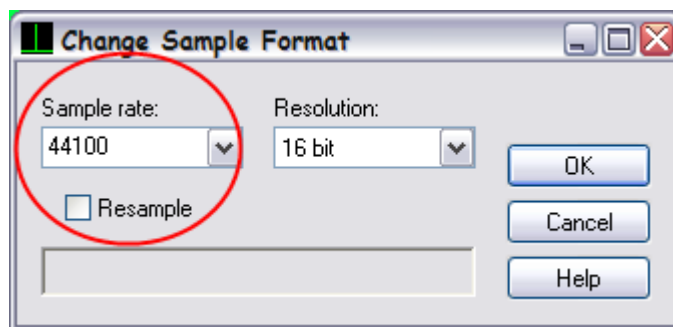 Change Sample Format
Sample rate:
Resolution:
44100
16 bit
Resample
OK
Cancel
Help